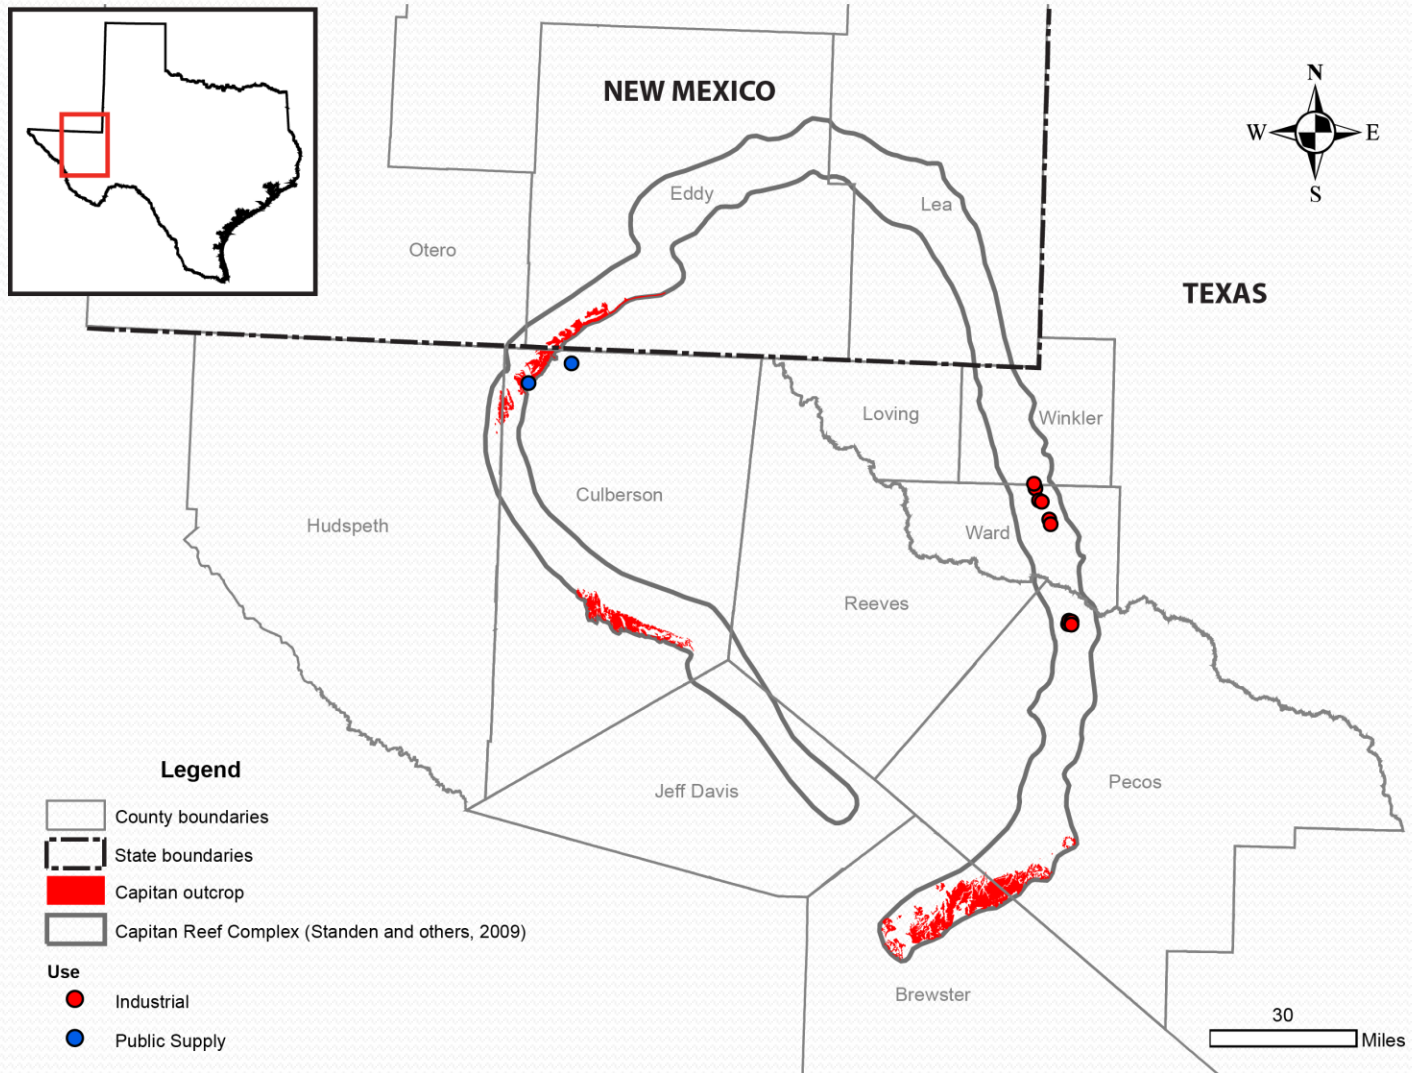 NEW MEXICO
N
W
E
S
Eddy
Lea
Otero
TEXAS
Loving
Winkler
Culberson
Hudspeth
Ward
Reeves
Legend
Jeff Davis
Pecos
County boundaries
State boundaries
Capitan outcrop
Capitan Reef Complex (Standen and others, 2009)
Use
Industrial
Public Supply
Brewster
30
Miles